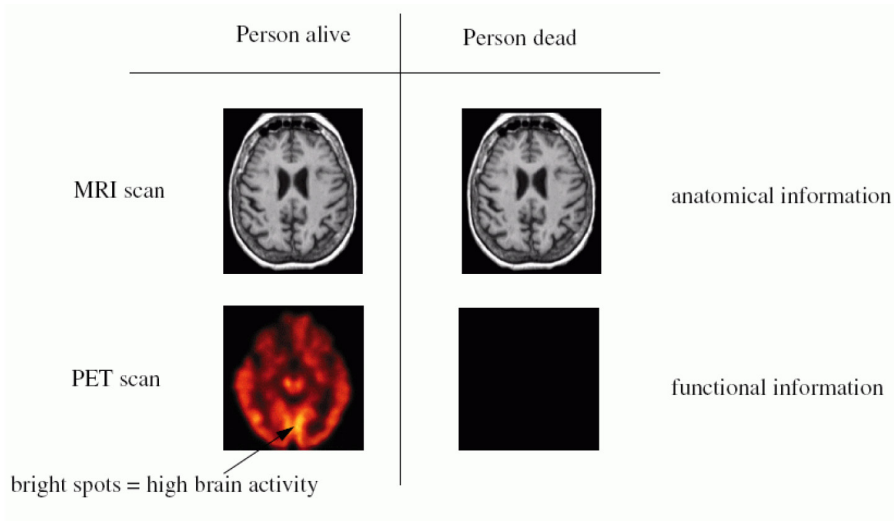 Person alive
Person dead
MRI scan
anatomical information
PET scan
functional information
bright spots = high brain activity